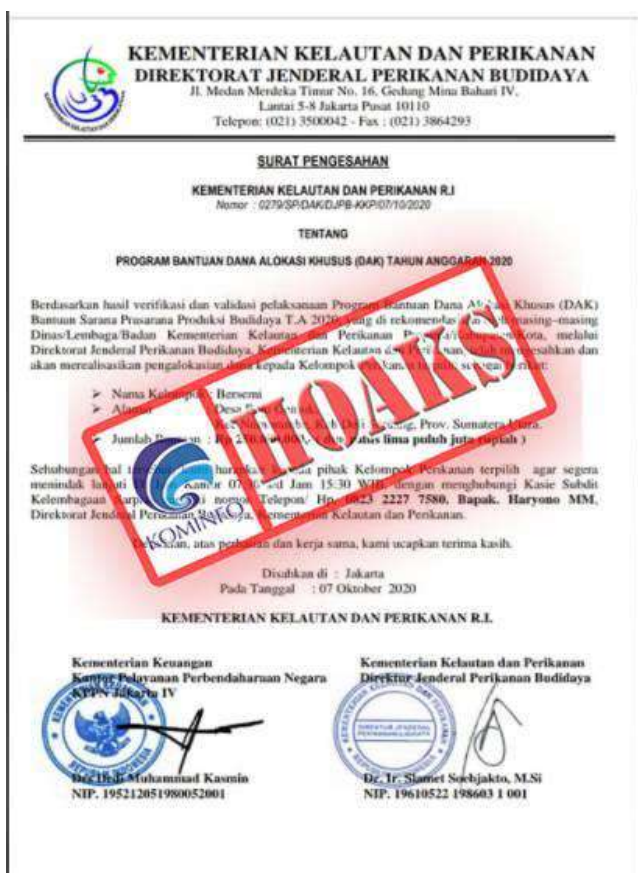 KEMENTERIAN KELAUTAN DAN PERIKANAN
DIREKTORAT JENDERAL PERIKANAN BUDIDAYA
Jl. Medan Merdeka Timur No. 16, Gedung Mina Bahari IV,
Lantai 5-8 Jakarta Pusat 10110
Telepon: (021) 3500042 - Fax : (021) 3864293
SURAT PENGESAHAN
KEMENTERIAN KELAUTAN DAN PERIKANAN R.I
Nomor : 0279/SP/DAK/DJPB-KKP/07/10/2020
TENTANG
PROGRAM BANTUAN DANA ALOKASI KHUSUS (DAK) TAHUN ANGGARAN 2020
Berdasarkan hasil verifikasi dan validasi pelaksanaan Program Bantuan Dana Alokasi Khusus (DAK)
Bantuan Sarana Prasarana Produksi Budidaya T.A 2020, yang di rekomendasi masing–masing
Dinas/Lembaga/Badan Kementerian Kelautan dan Perikanan Kota, melalui
Direktorat Jenderal Perikanan Budidaya, Kementerian Kelautan dan Perikanan, telah mengesahkan dan
akan merealisasikan pengalokasian dana kepada Kelompok Perikanan terpilih sebagai berikut:
Nama Kelompok : Bersemi
Alamat : Desa
Prov. Sumatera Utara.
Jumlah : Rp lima puluh juta rupiah )
Sehubungan hal harapkan pihak Kelompok Perikanan terpilih agar segera
menindak lanjuti Jam 15:30 WIB, dengan menghubungi Kasie Subdit
Kelembagaan nomor Telepon/ Hp. 0823 2227 7580, Bapak. Haryono MM,
Direktorat Jenderal Perikanan Budidaya, Kementerian Kelautan dan Perikanan.
atas perhatian dan kerja sama, kami ucapkan terima kasih.
HOAKS
KOMINFO
Disahkan di : Jakarta
Pada Tanggal : 07 Oktober 2020
KEMENTERIAN KELAUTAN DAN PERIKANAN R.I.
Kementerian Keuangan
Kantor Pelayanan Perbendaharaan Negara
KPPN Jakarta IV
Drs Dedi Muhammad Kasmin
NIP. 195212051980052001
Kementerian Kelautan dan Perikanan
Direktur Jenderal Perikanan Budidaya
Dr. Ir. Slamet Soebjakto, M.Si
NIP. 19610522 198603 1 001